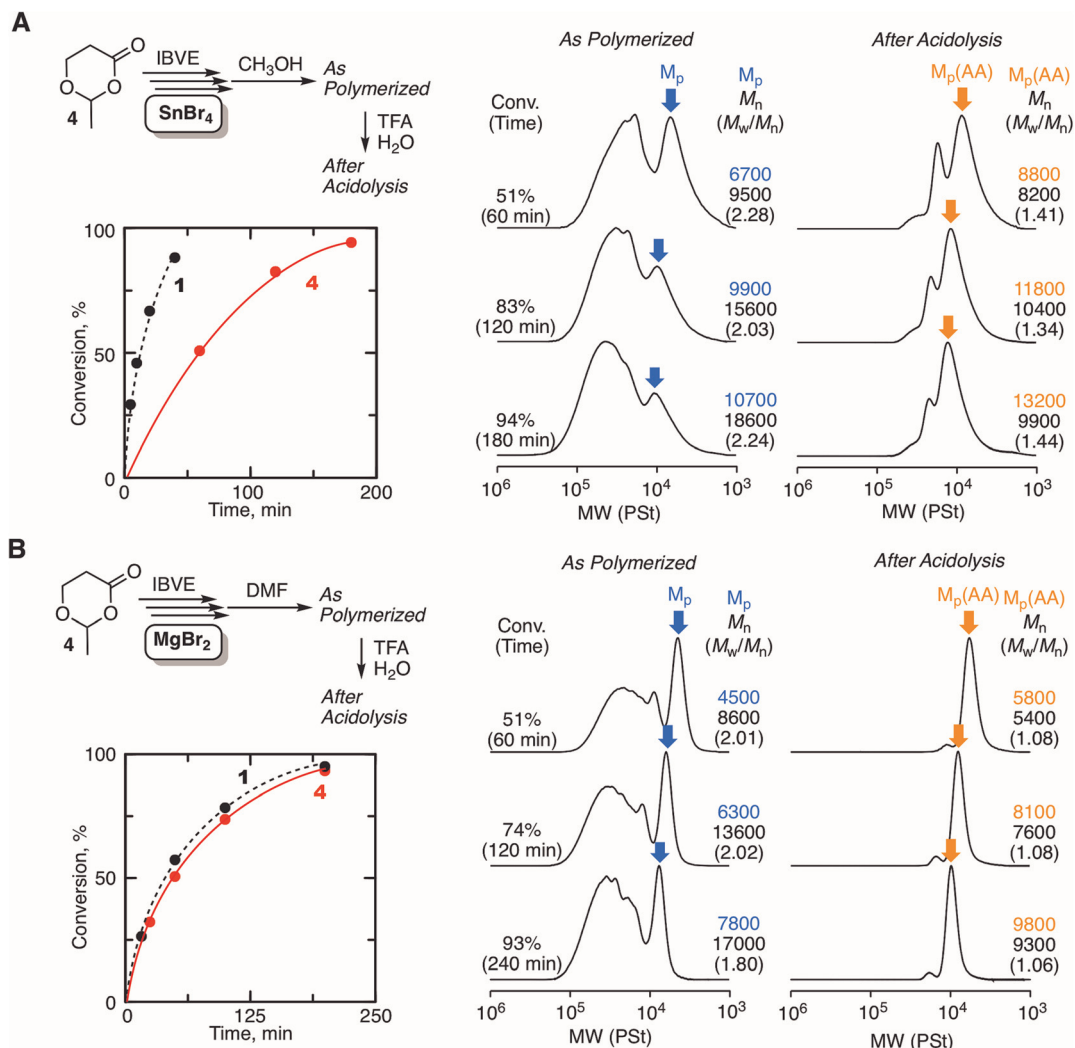 A
4
IBVE
SnBr4
CH3OH
As
Polymerized
TFA
H2O
After
Acidolysis
100
50
0
Conversion, %
1
4
0
100
200
Time, min
As Polymerized
Conv.
(Time)
Mp
Mp
Mn
(Mw/Mn)
51%
(60 min)
6700
9500
(2.28)
83%
(120 min)
9900
15600
(2.03)
94%
(180 min)
10700
18600
(2.24)
10^6 10^5 10^4 10^3
MW (PSt)
After Acidolysis
Mp(AA)
Mp(AA)
Mn
(Mw/Mn)
8800
8200
(1.41)
11800
10400
(1.34)
13200
9900
(1.44)
10^5 10^4 10^3
MW (PSt)
B
4
IBVE
MgBr2
DMF
As
Polymerized
TFA
H2O
After
Acidolysis
100
50
0
Conversion, %
1
4
0
125
250
Time, min
As Polymerized
Conv.
(Time)
Mp
Mp
Mn
(Mw/Mn)
51%
(60 min)
4500
8600
(2.01)
74%
(120 min)
6300
13600
(2.02)
93%
(240 min)
7800
17000
(1.80)
10^6 10^5 10^4 10^3
MW (PSt)
After Acidolysis
Mp(AA)
Mp(AA)
Mn
(Mw/Mn)
5800
5400
(1.08)
8100
7600
(1.08)
9800
9300
(1.06)
10^6 10^5 10^4 10^3
MW (PSt)
O
O
O
O
O
O